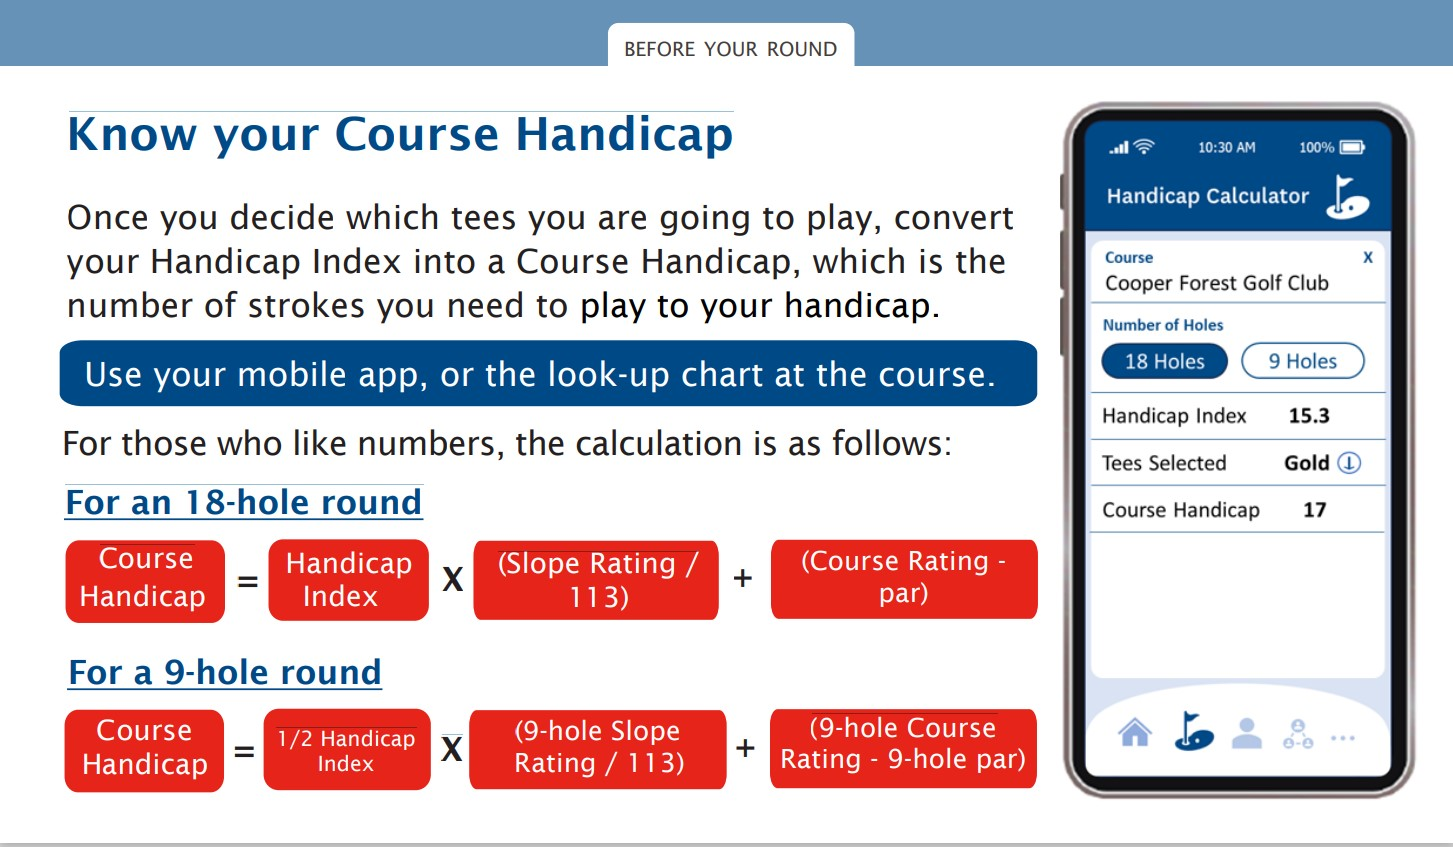 BEFORE YOUR ROUND
Know your Course Handicap
Once you decide which tees you are going to play, convert
your Handicap Index into a Course Handicap, which is the
number of strokes you need to play to your handicap.
Use your mobile app, or the look-up chart at the course.
For those who like numbers, the calculation is as follows:
For an 18-hole round
Course
Handicap
=
Handicap
Index
X
(Slope Rating /
113)
+
(Course Rating -
par)
For a 9-hole round
Course
Handicap
=
1/2 Handicap
Index
X
(9-hole Slope
Rating / 113)
+
(9-hole Course
Rating - 9-hole par)
10:30 AM 100%
Handicap Calculator
Course X
Cooper Forest Golf Club
Number of Holes
18 Holes 9 Holes
Handicap Index 15.3
Tees Selected Gold
Course Handicap 17